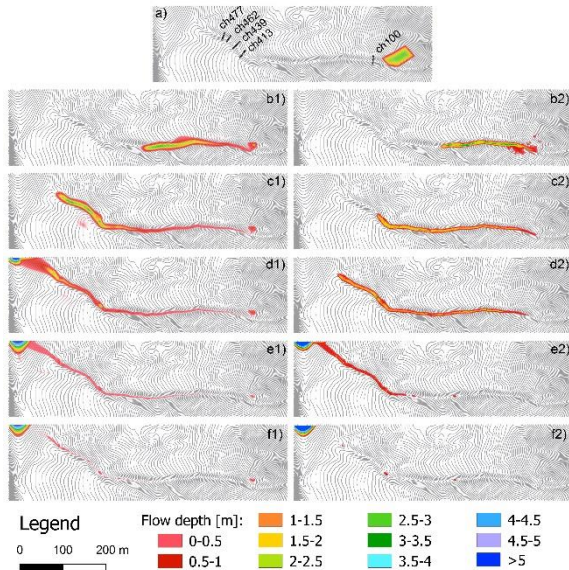 a)
ch477
ch462
ch439
ch413
ch100
b1)
b2)
c1)
c2)
d1)
d2)
e1)
e2)
f1)
f2)
Legend
0 100 200 m
Flow depth [m]:
0-0.5
0.5-1
1-1.5
1.5-2
2-2.5
2.5-3
3-3.5
3.5-4
4-4.5
4.5-5
>5